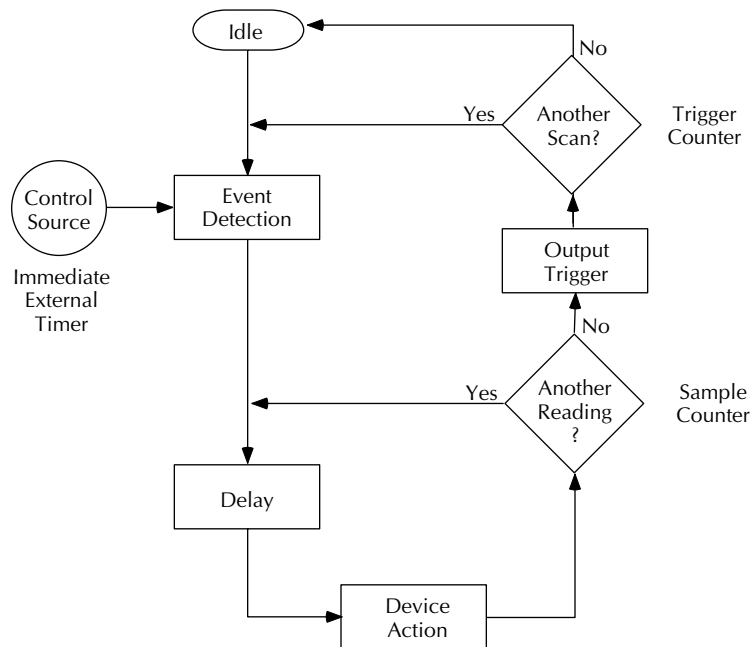 Idle
No
Yes
Another
Scan?
Trigger
Counter
Control
Source
Event
Detection
Immediate
External
Timer
Output
Trigger
No
Yes
Another
Reading
?
Sample
Counter
Delay
Device
Action